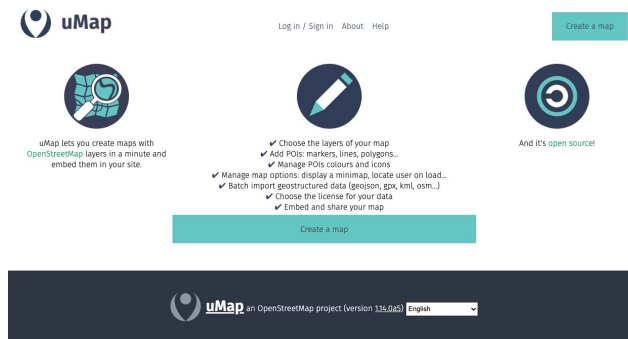 uMap
Log in / Sign in About Help
Create a map
uMap lets you create maps with
OpenStreetMap layers in a minute and
embed them in your site.
✔ Choose the layers of your map
✔ Add POIs: markers, lines, polygons...
✔ Manage POIs colours and icons
✔ Manage map options: display a minimap, locate user on load...
✔ Batch import geostructured data (geojson, gpx, kml, osm...)
✔ Choose the license for your data
✔ Embed and share your map
Create a map
And it's open source!
uMap an OpenStreetMap project (version 1.14.0a5) English